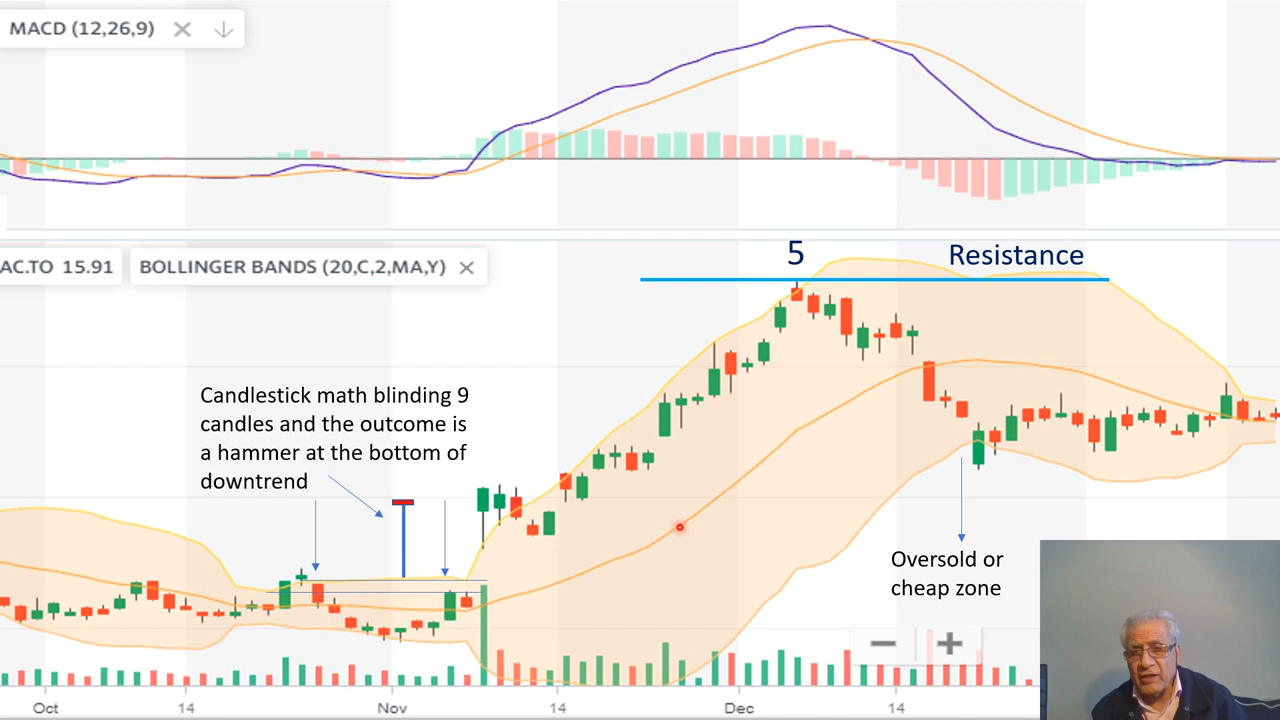 MACD (12,26,9)
AC.TO 15.91
BOLLINGER BANDS (20,C,2,MA,Y)
5
Resistance
Candlestick math blinding 9
candles and the outcome is
a hammer at the bottom of
downtrend
Oversold or
cheap zone
Oct
14
Nov
14
Dec
14